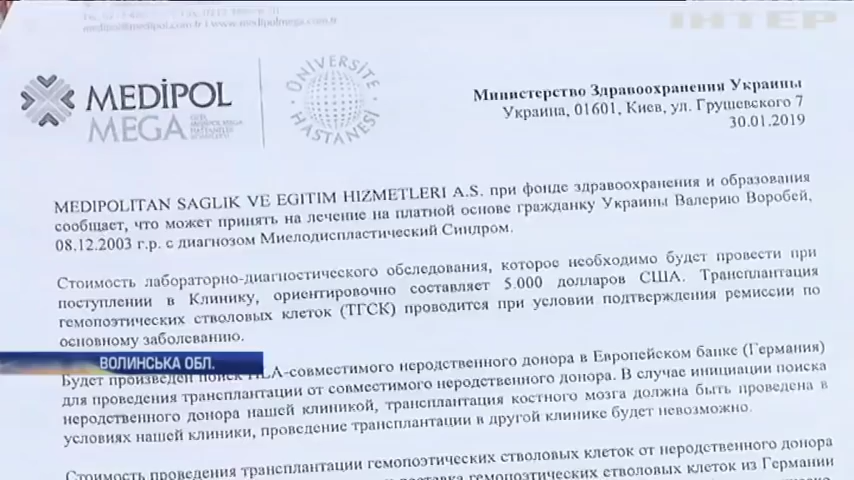 medipol@medipol.com.tr | www.medipolmega.com
ІНТЕР
MEDİPOL
MEGA
ÜNİVERSİTE
HASTANESİ
Министерство Здравоохранения Украины
Украина, 01601, Киев, ул. Грушевского 7
30.01.2019
MEDIPOLITAN SAGLIK VE EGITIM HIZMETLERI A.S. при фонде здравоохранения и образования
сообщает, что может принять на лечение на платной основе гражданку Украины Валерию Воробей,
08.12.2003 г.р. с диагнозом Миелодиспластический Синдром.
Стоимость лабораторно-диагностического обследования, которое необходимо будет провести при
поступлении в Клинику, ориентировочно составляет 5.000 долларов США. Трансплантация
гемопоэтических стволовых клеток (ТГСК) проводится при условии подтверждения ремиссии по
основному заболеванию.
ВОЛИНСЬКА ОБЛ.
Будет произведен поиск HLA-совместимого неродственного донора в Европейском банке (Германия)
для проведения трансплантации от совместимого неродственного донора. В случае инициации поиска
неродственного донора нашей клиникой, трансплантация костного мозга должна быть проведена в
условиях нашей клиники, проведение трансплантации в другой клинике будет невозможно.
Стоимость проведения трансплантации гемопоэтических стволовых клеток от неродственного донора
доставка гемопоэтических стволовых клеток из Германии